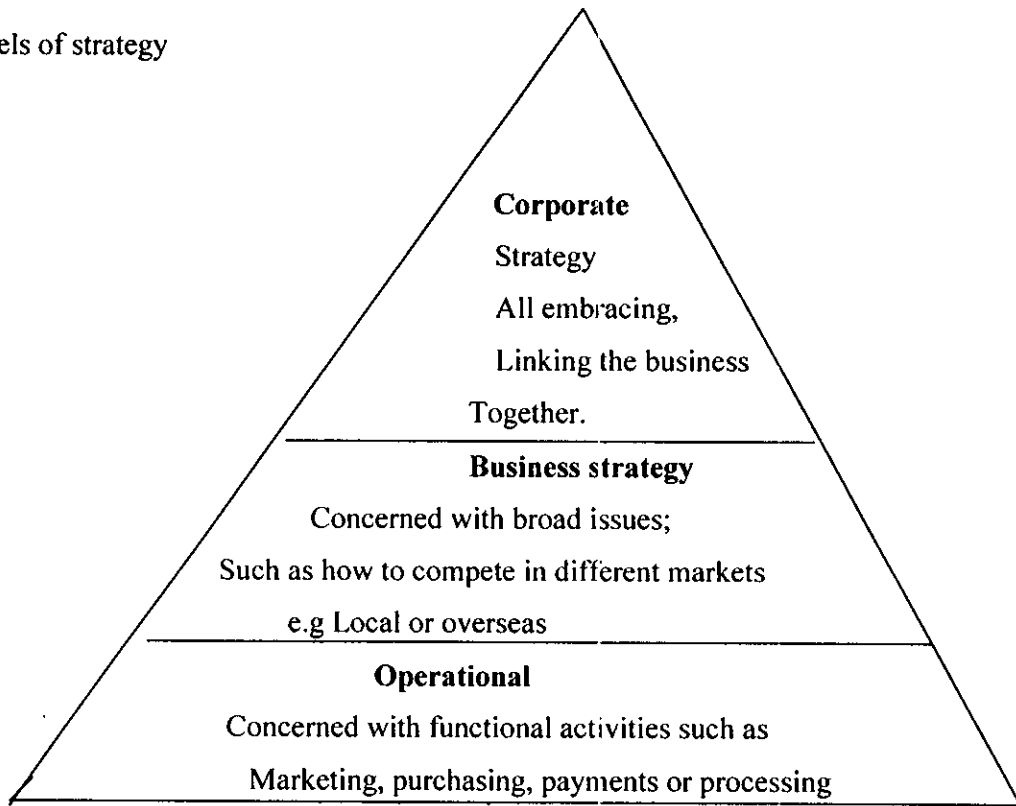 els of strategy
Corporate
Strategy
All embracing,
Linking the business
Together.
Business strategy
Concerned with broad issues;
Such as how to compete in different markets
e.g Local or overseas
Operational
Concerned with functional activities such as
Marketing, purchasing, payments or processing